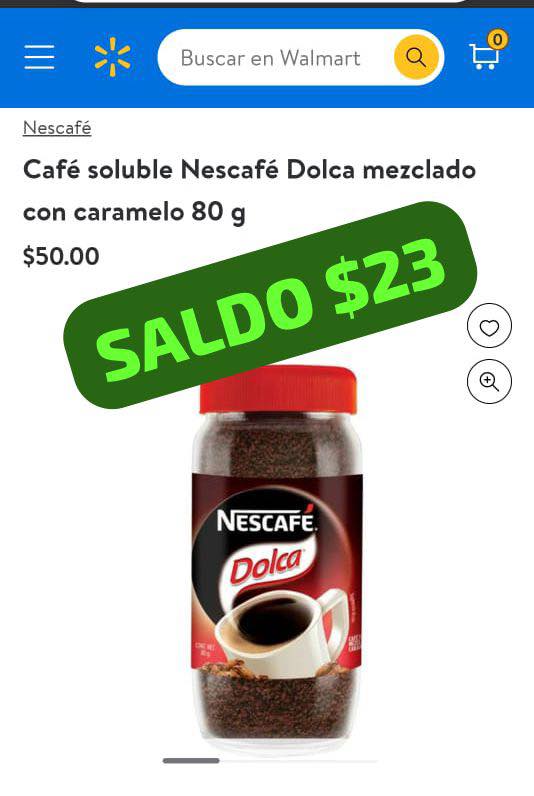 Buscar en Walmart
0
Nescafé
Café soluble Nescafé Dolca mezclado
con caramelo 80 g
$50.00
SALDO $23
NESCAFÉ.
Dolca